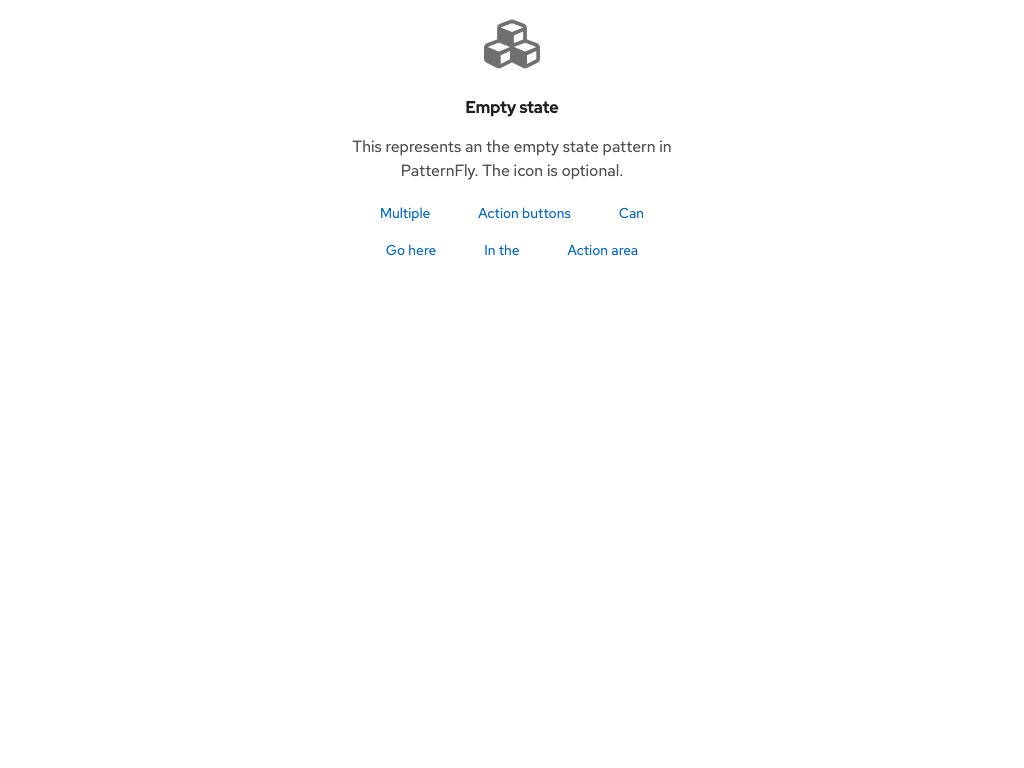 Empty state
This represents an the empty state pattern in
PatternFly. The icon is optional.
Multiple Action buttons Can
Go here In the Action area